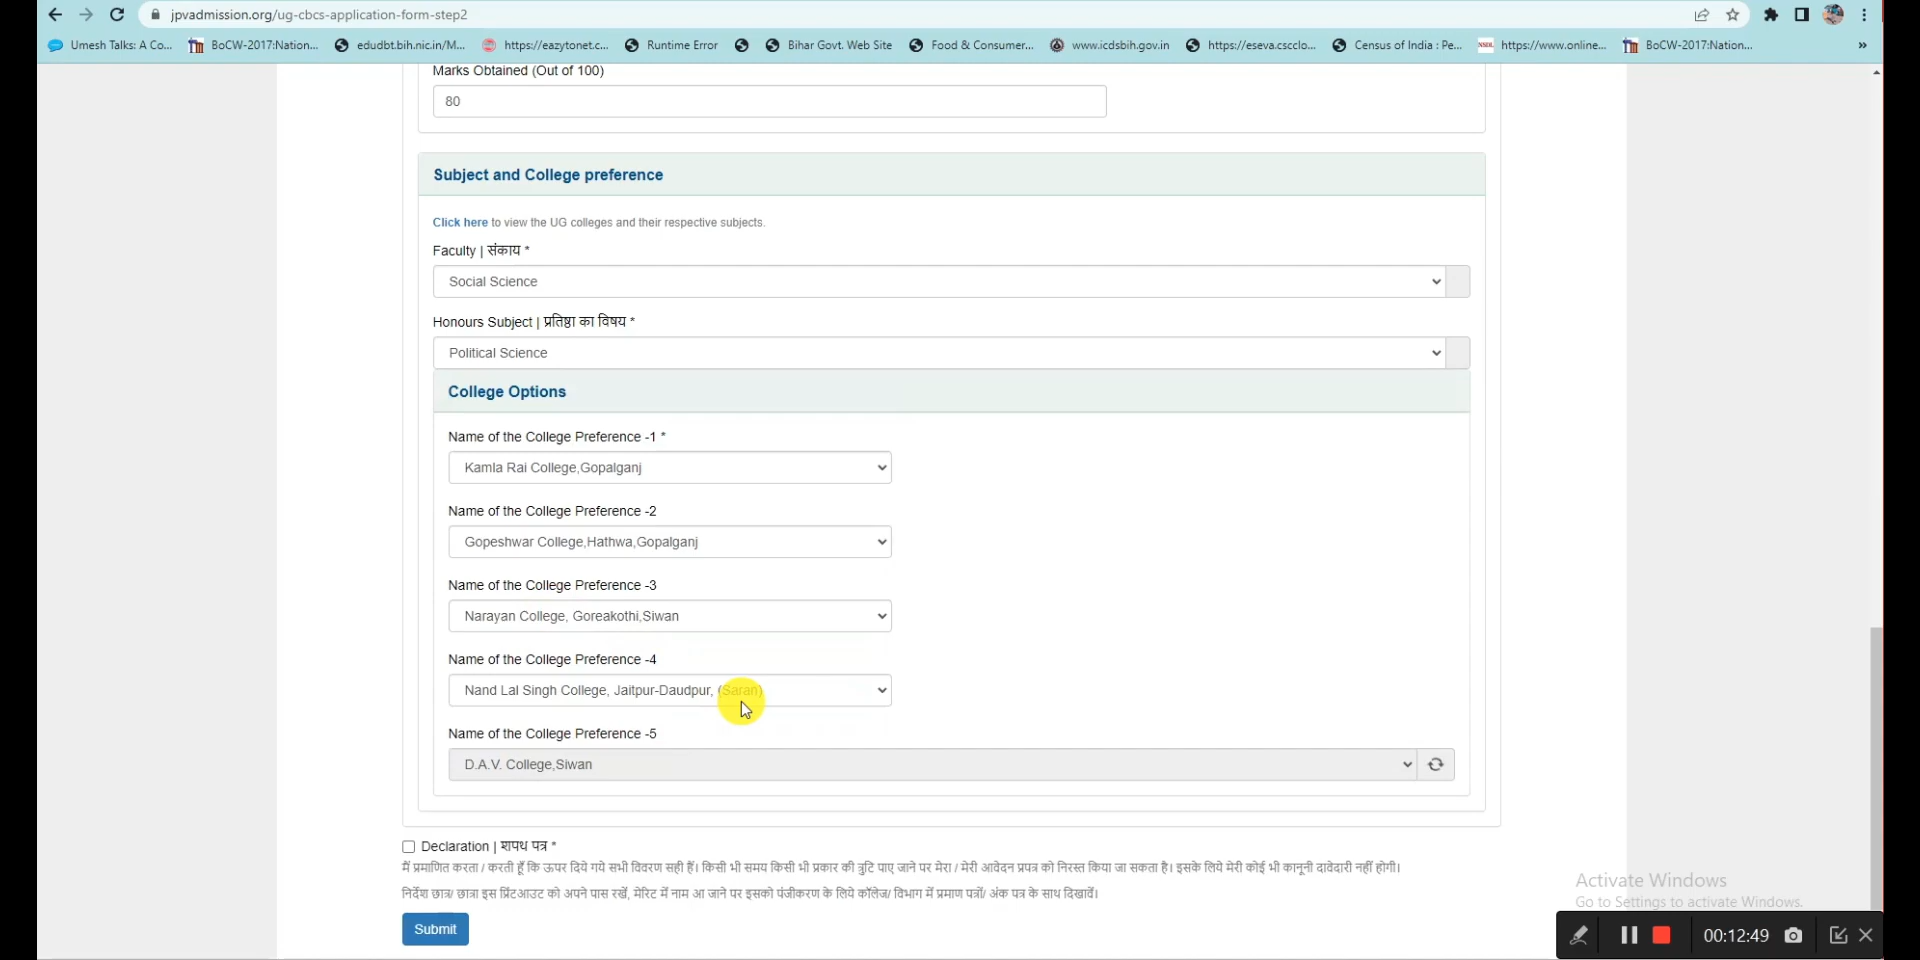 jpvadmission.org/ug-cbcs-application-form-step2
Umesh Talks: A Co... BoCW-2017:Nation... edudbt.bih.nic.in/M... https://eazytonet.c... Runtime Error Bihar Govt. Web Site Food & Consumer... www.icdsbih.gov.in https://eseva.cscclo... Census of India : Pe... NSDL https://www.online... BoCW-2017:Nation... »
Marks Obtained (Out of 100)
80
Subject and College preference
Click here to view the UG colleges and their respective subjects.
Faculty | संकाय *
Social Science
Honours Subject | प्रतिष्ठा का विषय *
Political Science
College Options
Name of the College Preference -1 *
Kamla Rai College,Gopalganj
Name of the College Preference -2
Gopeshwar College,Hathwa,Gopalganj
Name of the College Preference -3
Narayan College, Goreakothi,Siwan
Name of the College Preference -4
Nand Lal Singh College, Jaitpur-Daudpur, (Saran)
Name of the College Preference -5
D.A.V. College,Siwan
Declaration | शपथ पत्र *
मैं प्रमाणित करता / करती हूँ कि ऊपर दिये गये सभी विवरण सही हैं। किसी भी समय किसी भी प्रकार की त्रुटि पाए जाने पर मेरा / मेरी आवेदन प्रपत्र को निरस्त किया जा सकता है। इसके लिये मेरी कोई भी कानूनी दावेदारी नहीं होगी।
निर्देश छात्र/ छात्रा इस प्रिंटआउट को अपने पास रखें, मेरिट में नाम आ जाने पर इसको पंजीकरण के लिये कॉलेज/ विभाग में प्रमाण पत्रों/ अंक पत्र के साथ दिखावें।
Submit
Activate Windows
Go to Settings to activate Windows.
00:12:49